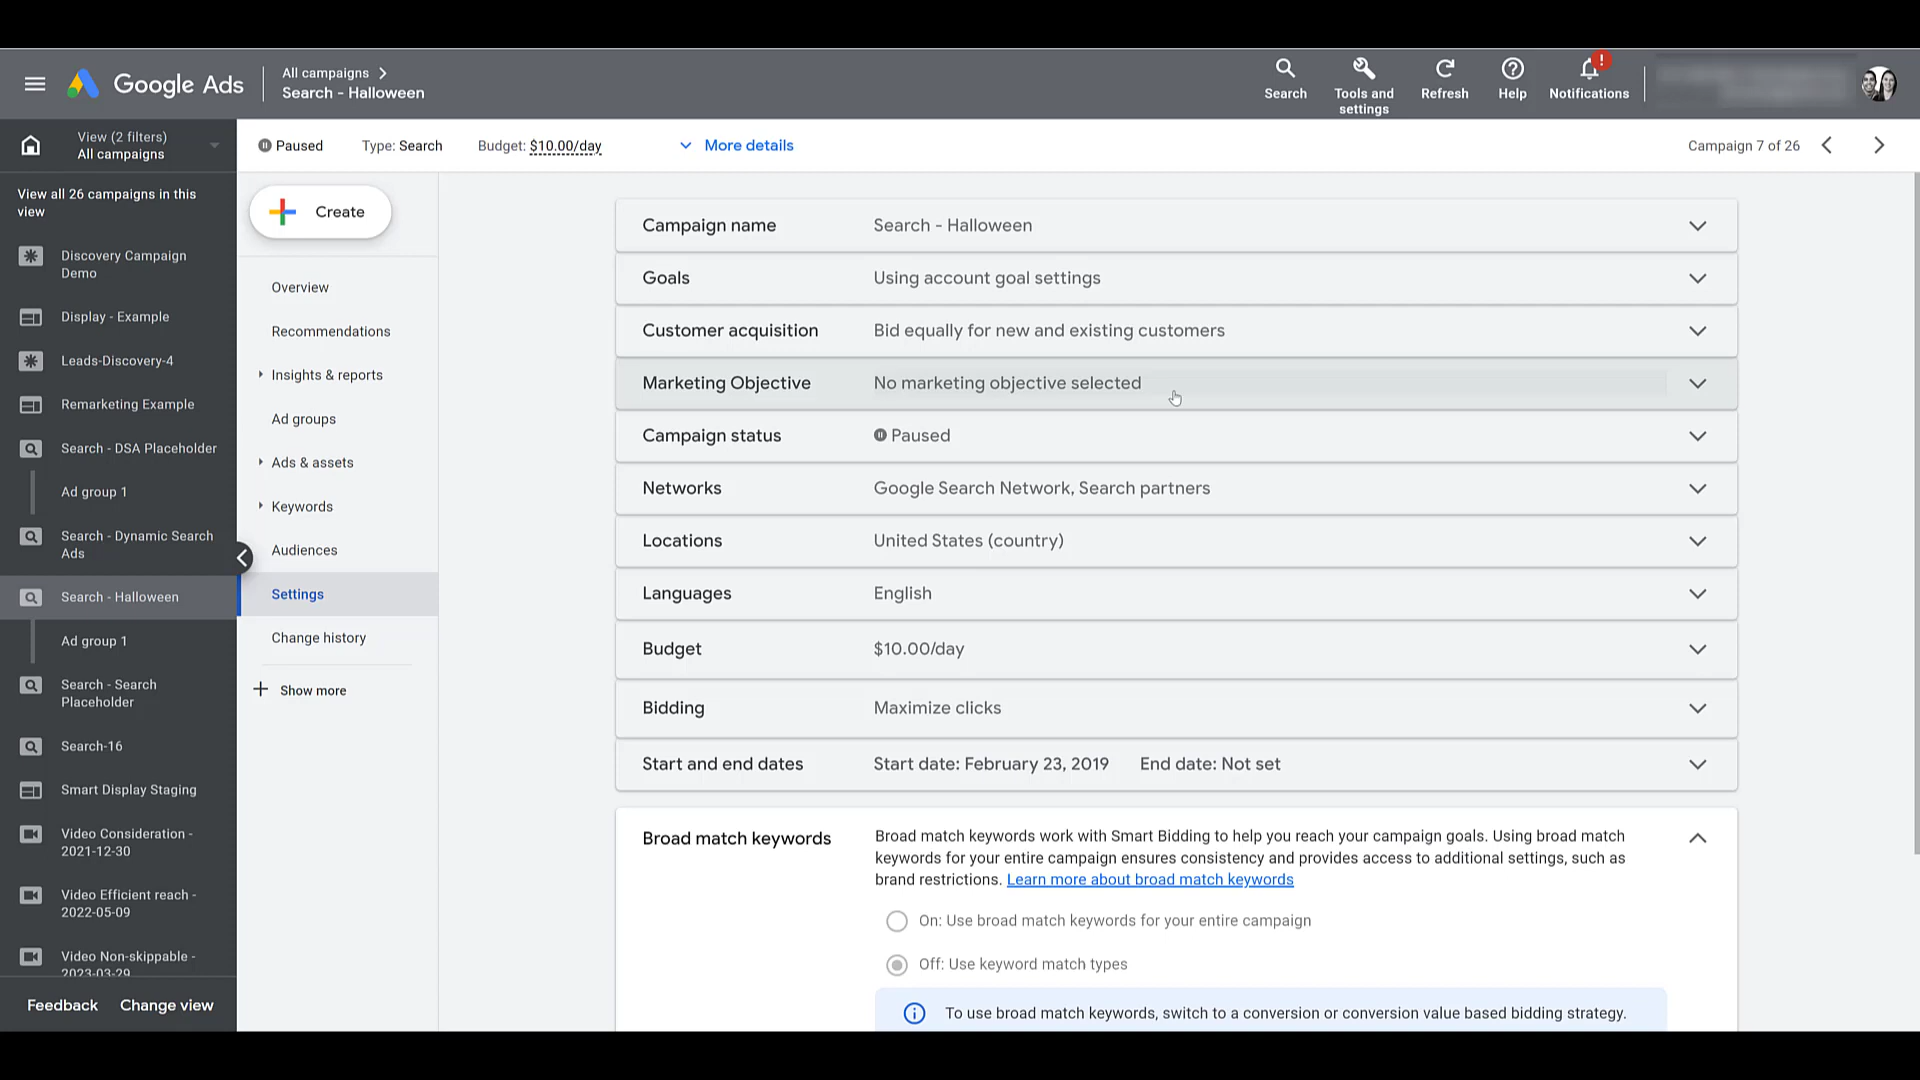 Google Ads
All campaigns
Search - Halloween
Search
Tools and
settings
Refresh
Help
!
Notifications
View (2 filters)
All campaigns
Paused
Type: Search
Budget: $10.00/day
More details
Campaign 7 of 26
View all 26 campaigns in this
view
Discovery Campaign
Demo
Display - Example
Leads-Discovery-4
Remarketing Example
Search - DSA Placeholder
Ad group 1
Search - Dynamic Search
Ads
Search - Halloween
Ad group 1
Search - Search
Placeholder
Search-16
Smart Display Staging
Video Consideration -
2021-12-30
Video Efficient reach -
2022-05-09
Video Non-skippable -
2023-03-29
Feedback
Change view
Create
Overview
Recommendations
Insights & reports
Ad groups
Ads & assets
Keywords
Audiences
Settings
Change history
Show more
Campaign name Search - Halloween
Goals Using account goal settings
Customer acquisition Bid equally for new and existing customers
Marketing Objective No marketing objective selected
Campaign status Paused
Networks Google Search Network, Search partners
Locations United States (country)
Languages English
Budget $10.00/day
Bidding Maximize clicks
Start and end dates Start date: February 23, 2019 End date: Not set
Broad match keywords
Broad match keywords work with Smart Bidding to help you reach your campaign goals. Using broad match
keywords for your entire campaign ensures consistency and provides access to additional settings, such as
brand restrictions. Learn more about broad match keywords
On: Use broad match keywords for your entire campaign
Off: Use keyword match types
To use broad match keywords, switch to a conversion or conversion value based bidding strategy.